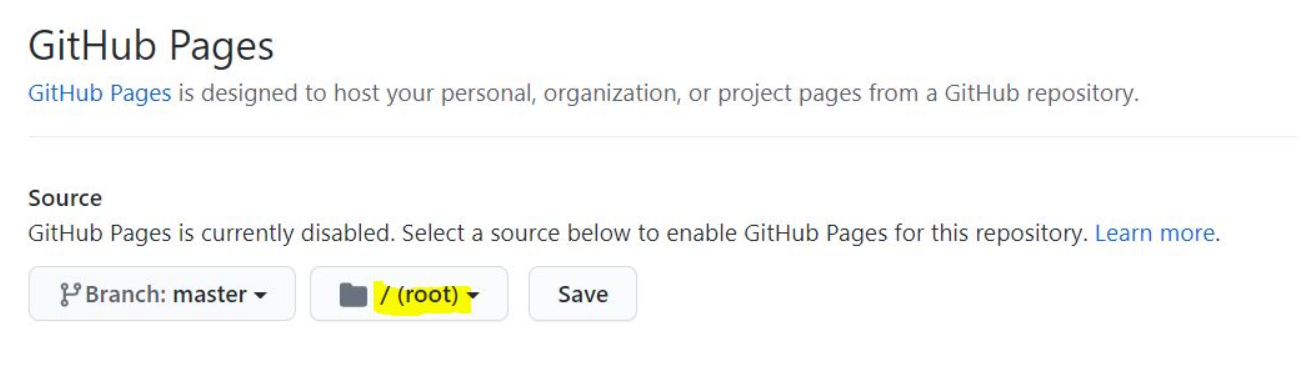 GitHub Pages
GitHub Pages is designed to host your personal, organization, or project pages from a GitHub repository.
Source
GitHub Pages is currently disabled. Select a source below to enable GitHub Pages for this repository. Learn more.
Branch: master / (root) Save